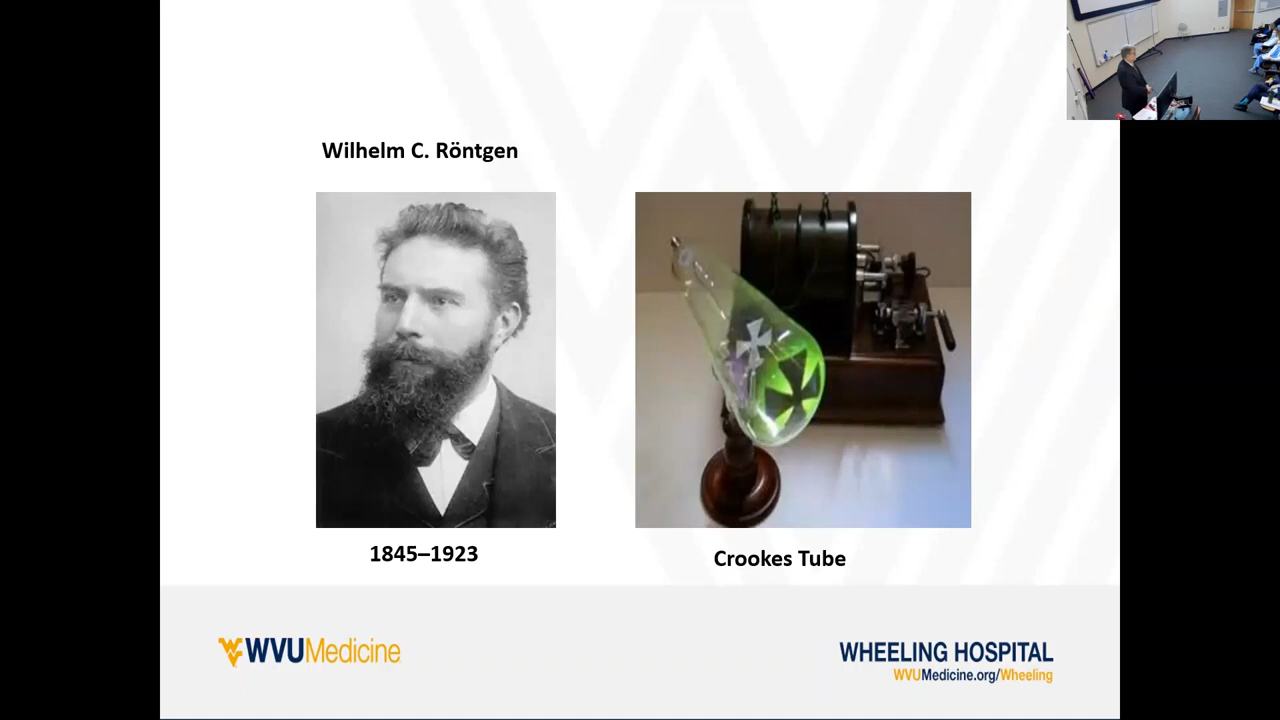 Wilhelm C. Röntgen
1845–1923
Crookes Tube
WVUMedicine
WHEELING HOSPITAL
WVUMedicine.org/Wheeling